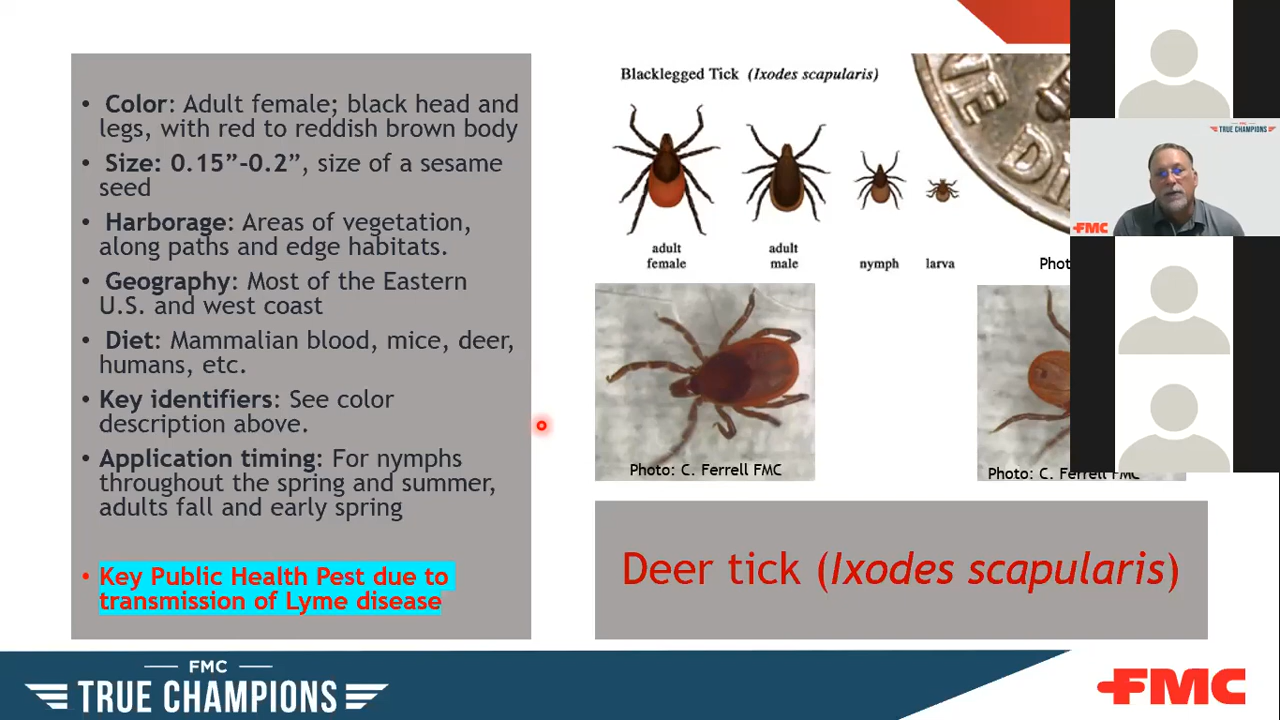 • Color: Adult female; black head and
legs, with red to reddish brown body
• Size: 0.15”-0.2”, size of a sesame
seed
• Harborage: Areas of vegetation,
along paths and edge habitats.
• Geography: Most of the Eastern
U.S. and west coast
• Diet: Mammalian blood, mice, deer,
humans, etc.
• Key identifiers: See color
description above.
• Application timing: For nymphs
throughout the spring and summer,
adults fall and early spring
• Key Public Health Pest due to
transmission of Lyme disease
Blacklegged Tick (Ixodes scapularis)
adult
female
adult
male
nymph
larva
Phot
Photo: C. Ferrell FMC
Photo: C. Ferrell FMC
Deer tick (Ixodes scapularis)
TRUE CHAMPIONS
FMC
FMC
TRUE CHAMPIONS
FMC